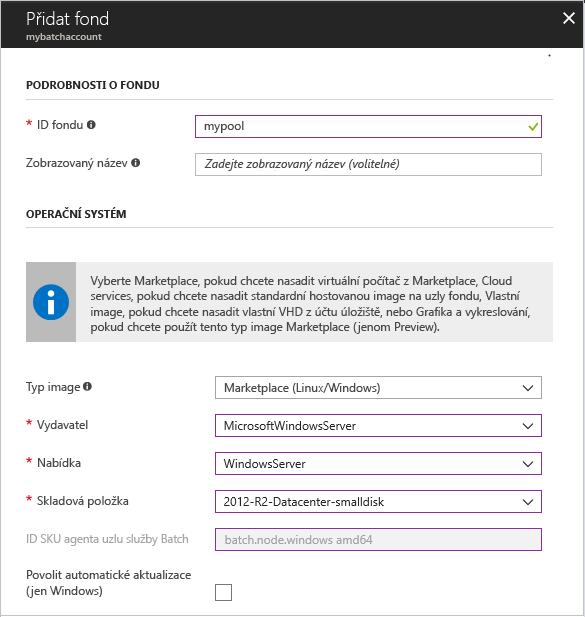 Přidat fond
mybatchaccount
PODROBNOSTI O FONDU
* ID fondu
mypool
Zobrazovaný název
Zadejte zobrazovaný název (volitelné)
OPERAČNÍ SYSTÉM
Vyberte Marketplace, pokud chcete nasadit virtuální počítač z Marketplace, Cloud
services, pokud chcete nasadit standardní hostovanou image na uzly fondu, Vlastní
image, pokud chcete nasadit vlastní VHD z účtu úložiště, nebo Grafika a vykreslování,
pokud chcete použít tento typ image Marketplace (jenom Preview).
Typ image
Marketplace (Linux/Windows)
* Vydavatel
MicrosoftWindowsServer
* Nabídka
WindowsServer
* Skladová položka
2012-R2-Datacenter-smalldisk
ID SKU agenta uzlu služby Batch
batch.node.windows amd64
Povolit automatické aktualizace
(jen Windows)